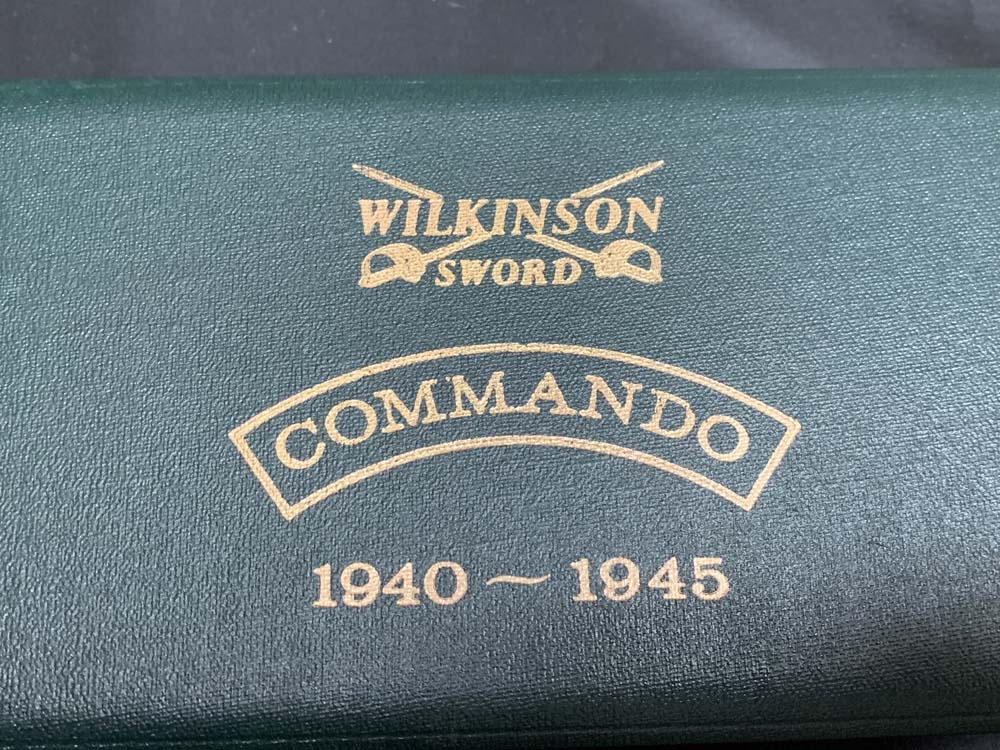 WILKINSON
SWORD
COMMANDO
1940 ~ 1945